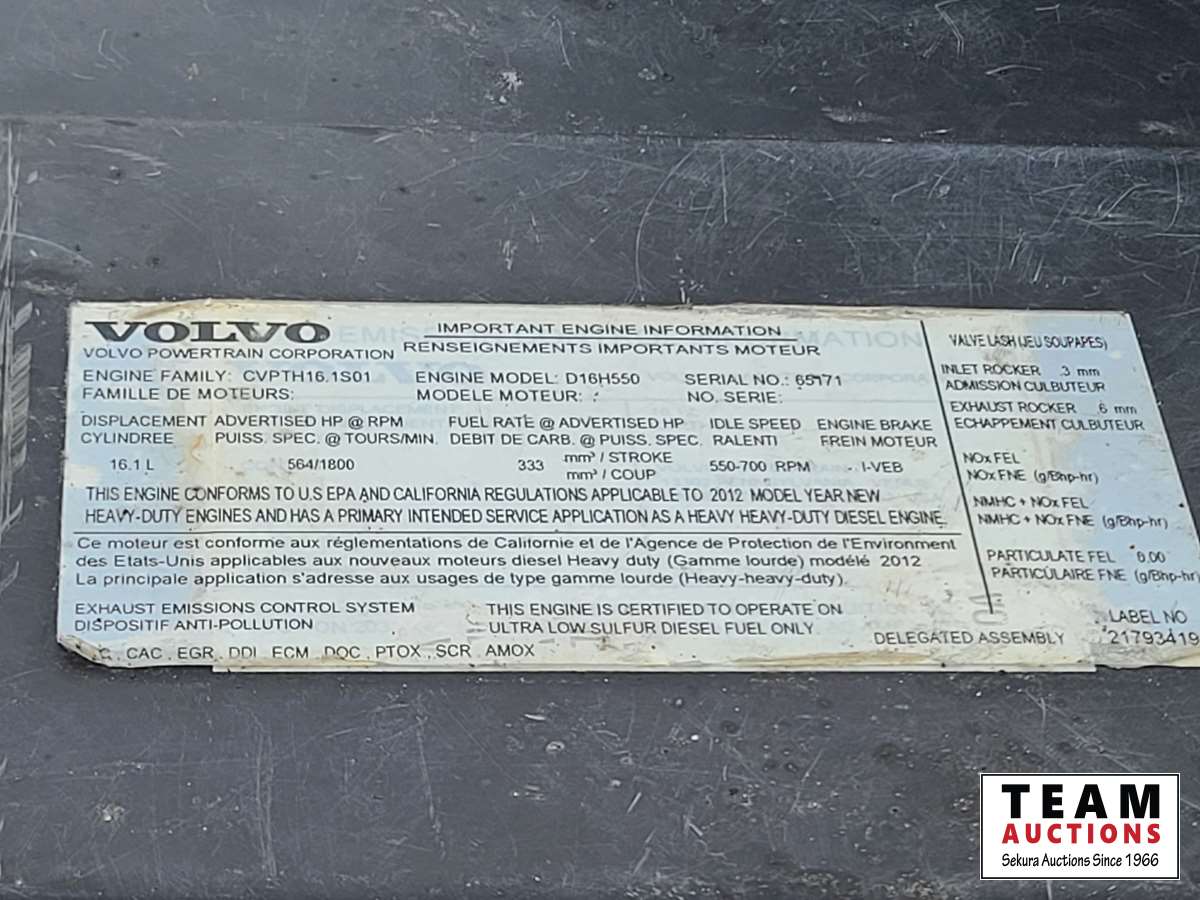 VOLVO
VOLVO POWERTRAIN CORPORATION
IMPORTANT ENGINE INFORMATION
RENSEIGNEMENTS IMPORTANTS MOTEUR
ENGINE FAMILY: CVPTH16.1S01 ENGINE MODEL: D16H550 SERIAL NO.: 65171
FAMILLE DE MOTEURS: MODELE MOTEUR: NO. SERIE:
DISPLACEMENT ADVERTISED HP @ RPM FUEL RATE @ ADVERTISED HP IDLE SPEED ENGINE BRAKE
CYLINDREE PUISS. SPEC. @ TOURS/MIN. DEBIT DE CARB. @ PUISS. SPEC. RALENTI FREIN MOTEUR
16.1 L 564/1800 333 mm³ / STROKE 550-700 RPM I-VEB
mm³ / COUP
THIS ENGINE CONFORMS TO U.S EPA AND CALIFORNIA REGULATIONS APPLICABLE TO 2012 MODEL YEAR NEW
HEAVY-DUTY ENGINES AND HAS A PRIMARY INTENDED SERVICE APPLICATION AS A HEAVY HEAVY-DUTY DIESEL ENGINE.
Ce moteur est conforme aux réglementations de Californie et de l'Agence de Protection de l'Environment
des Etats-Unis applicables aux nouveaux moteurs diesel Heavy duty (Gamme lourde) modélé 2012
La principale application s'adresse aux usages de type gamme lourde (Heavy-heavy-duty).
EXHAUST EMISSIONS CONTROL SYSTEM
DISPOSITIF ANTI-POLLUTION
THIS ENGINE IS CERTIFIED TO OPERATE ON
ULTRA LOW SULFUR DIESEL FUEL ONLY.
CAC, EGR, DDI, ECM, DOC, PTOX, SCR, AMOX
DELEGATED ASSEMBLY
VALVE LASH (JEU SOUPAPES)
INLET ROCKER .3 mm
ADMISSION CULBUTEUR
EXHAUST ROCKER .6 mm
ECHAPPEMENT CULBUTEUR
NOx FEL
NOx FNE (g/Bhp-hr)
NMHC + NOx FEL
NMHC + NOx FNE (g/Bhp-hr)
PARTICULATE FEL 0.00
PARTICULAIRE FNE (g/Bhp-hr)
LABEL NO
21793419
TEAM
AUCTIONS
Sekura Auctions Since 1966